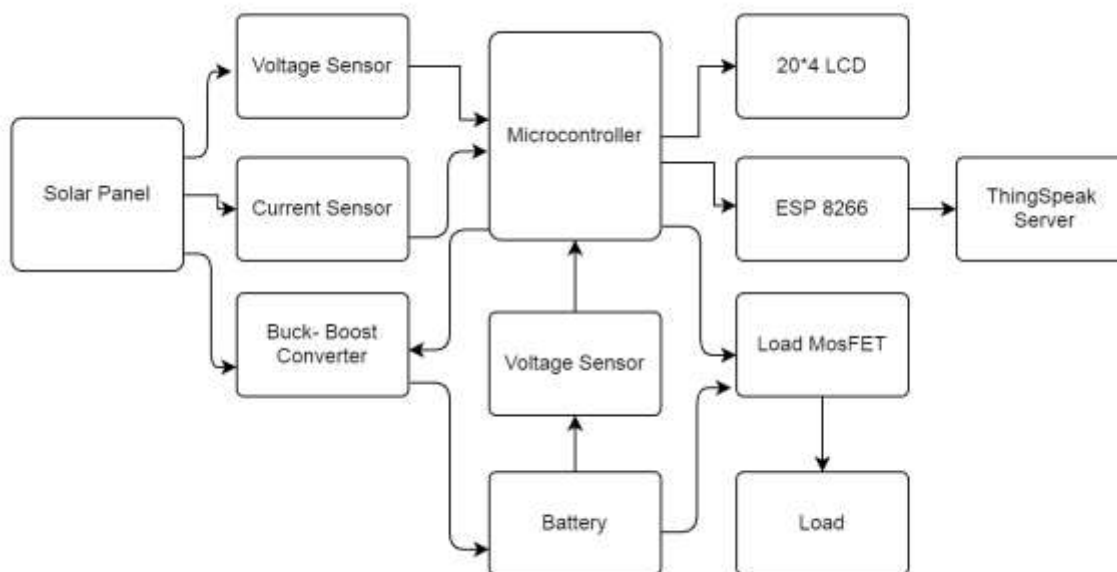 Voltage Sensor
20*4 LCD
Microcontroller
Solar Panel
Current Sensor
ESP 8266
ThingSpeak
Server
Buck- Boost
Converter
Voltage Sensor
Load MosFET
Battery
Load